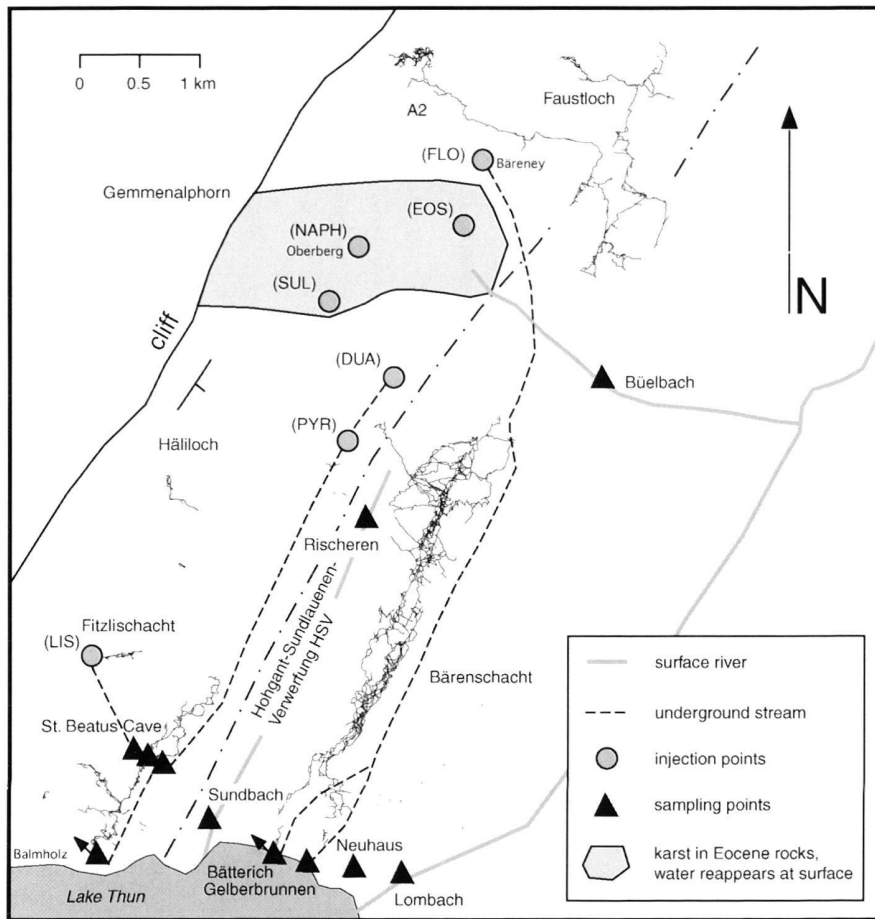 0 0.5 1 km
A2
Faustloch
(FLO)
Bäreney
Gemmenalphorn
(EOS)
(NAPH)
Oberberg
(SUL)
N
cliff
(DUA)
Büelbach
(PYR)
Häliloch
Rischeren
Hohgant-Sundlauenen-
Verwerfung HSV
Fitzlischacht
(LIS)
Bärenschacht
St. Beatus Cave
Sundbach
Balmholz
Neuhaus
Bätterich
Gelberbrunnen
Lombach
Lake Thun
surface river
underground stream
injection points
sampling points
karst in Eocene rocks,
water reappears at surface